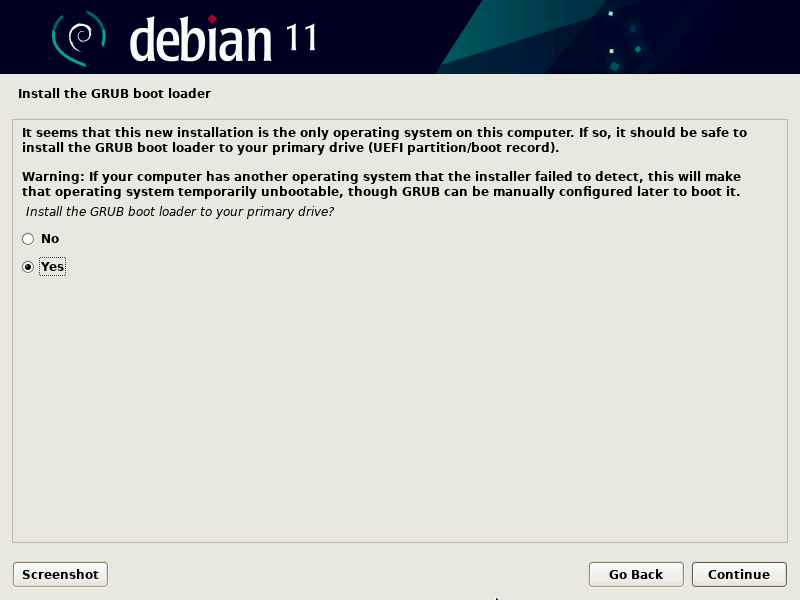 debian 11
Install the GRUB boot loader
It seems that this new installation is the only operating system on this computer. If so, it should be safe to
install the GRUB boot loader to your primary drive (UEFI partition/boot record).
Warning: If your computer has another operating system that the installer failed to detect, this will make
that operating system temporarily unbootable, though GRUB can be manually configured later to boot it.
Install the GRUB boot loader to your primary drive?
No
Yes
Screenshot
Go Back
Continue